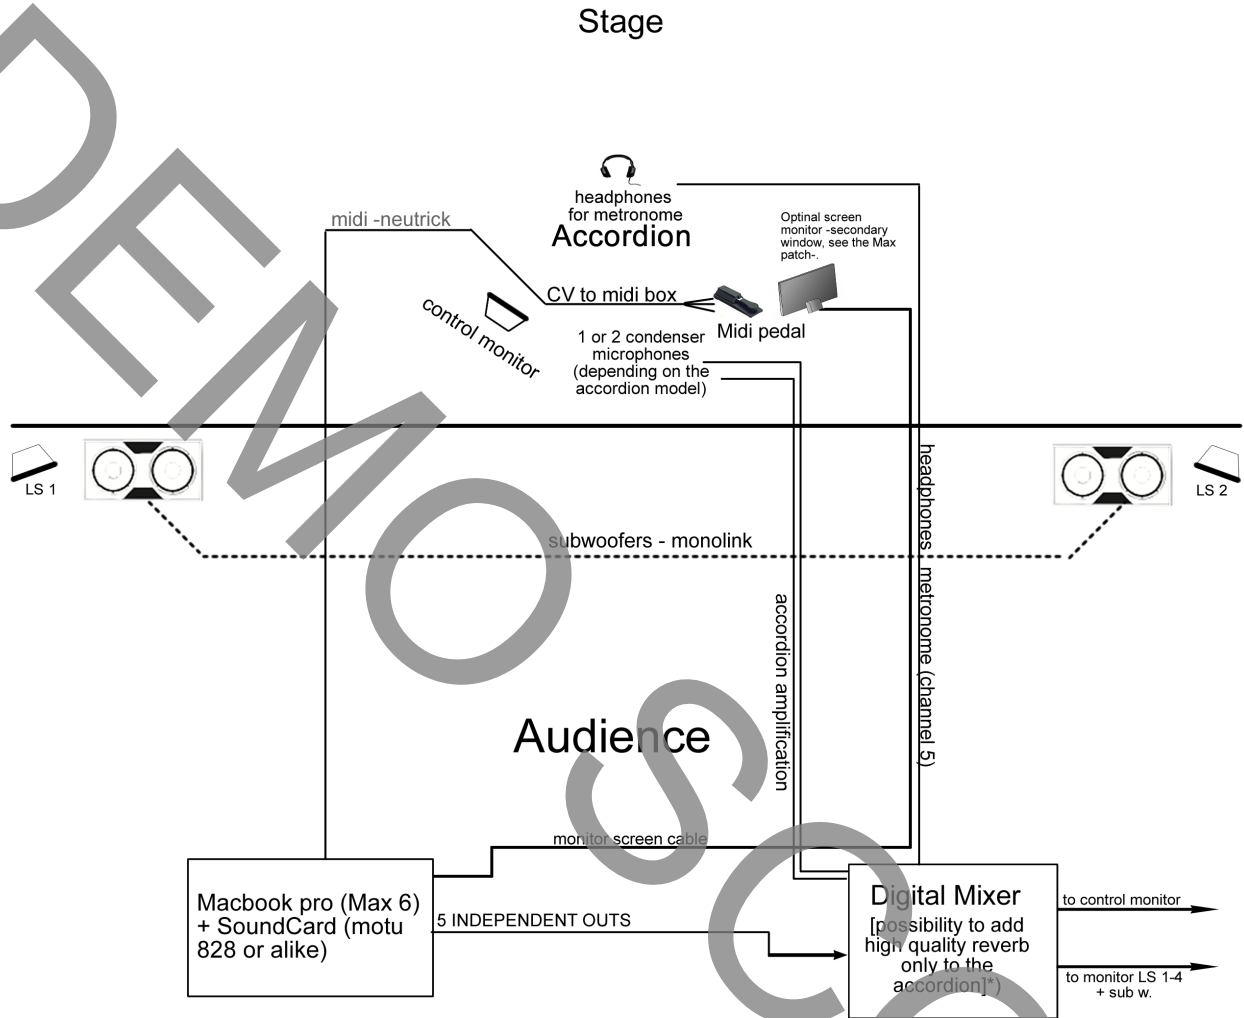 Stage
headphones
for metronome
Accordion
midi -neutrick
Optinal screen
monitor -secondary
window, see the Max
patch-.
CV to midi box
Midi pedal
control monitor
1 or 2 condenser
microphones
(depending on the
accordion model)
LS 1
LS 2
subwoofers - monolink
headphones metronome (channel 5)
accordion amplification
Audience
monitor screen cable
Macbook pro (Max 6)
+ SoundCard (motu
828 or alike)
5 INDEPENDENT OUTS
Digital Mixer
[possibility to add
high quality reverb
only to the
accordion]*)
to control monitor
to monitor LS 1-4
+ sub w.
DEMO SCO